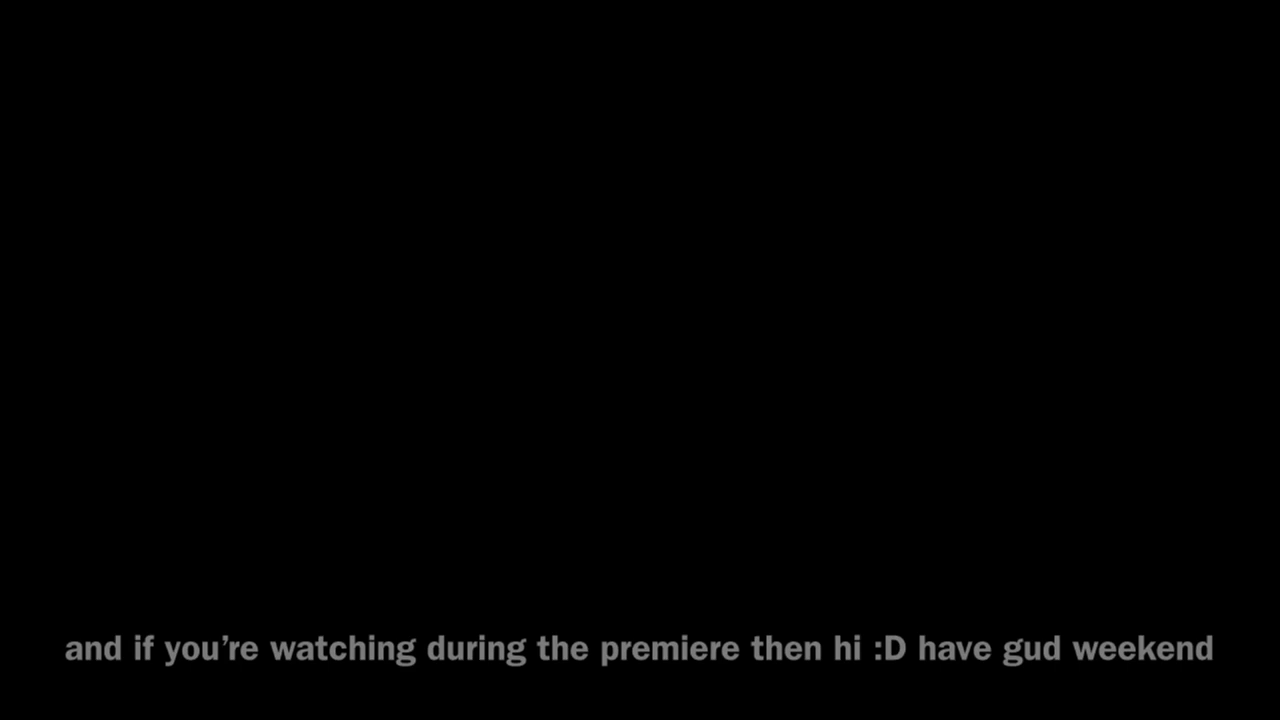 and if you’re watching during the premiere then hi :D have gud weekend